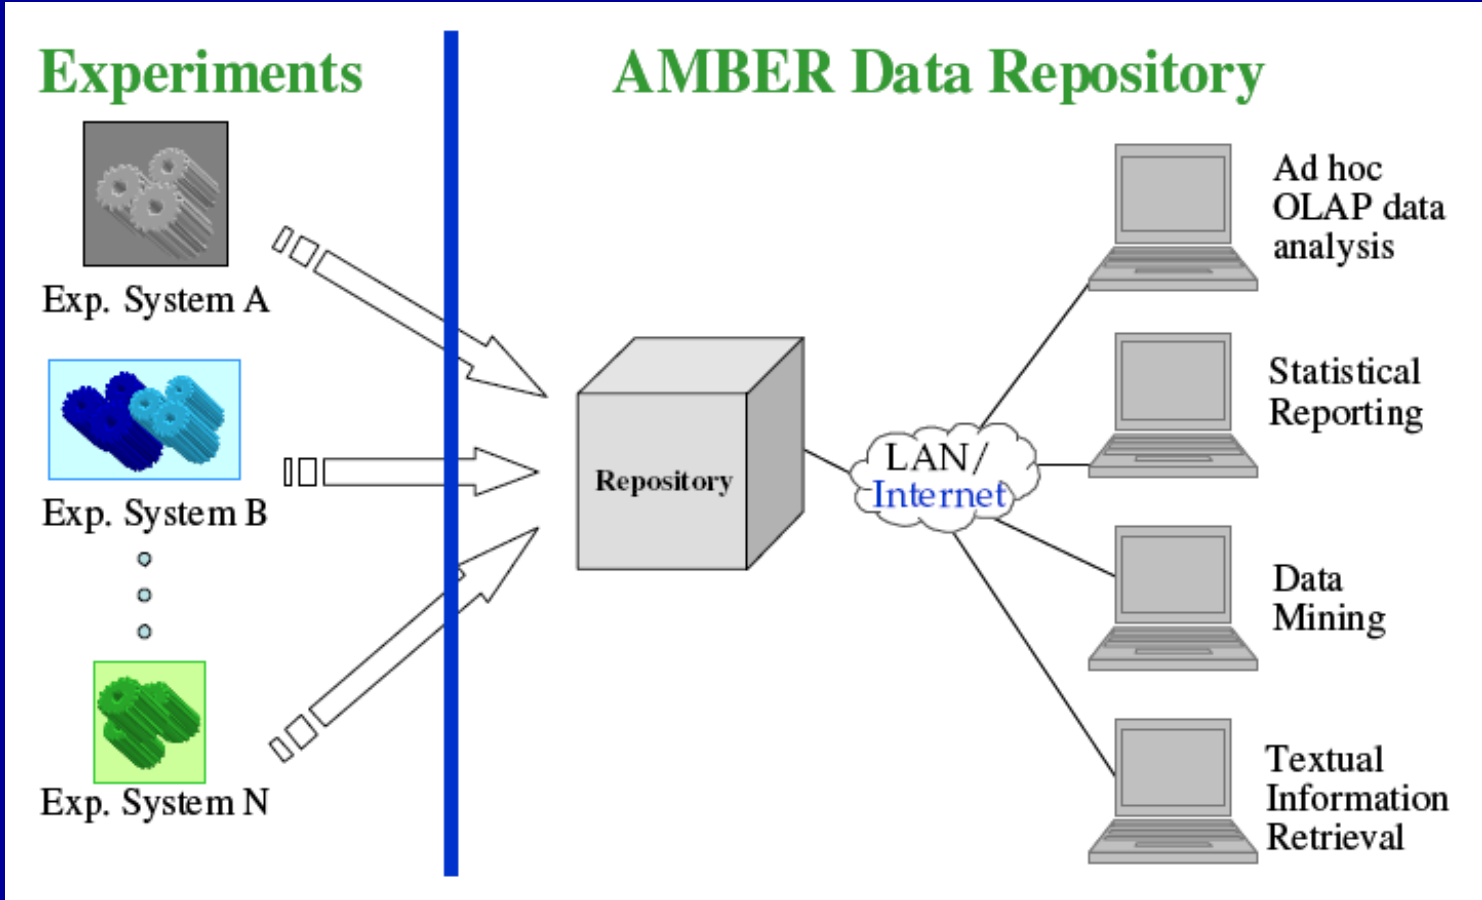 Experiments
AMBER Data Repository
Exp. System A
Exp. System B
Exp. System N
Repository
LAN/
Internet
Ad hoc
OLAP data
analysis
Statistical
Reporting
Data
Mining
Textual
Information
Retrieval